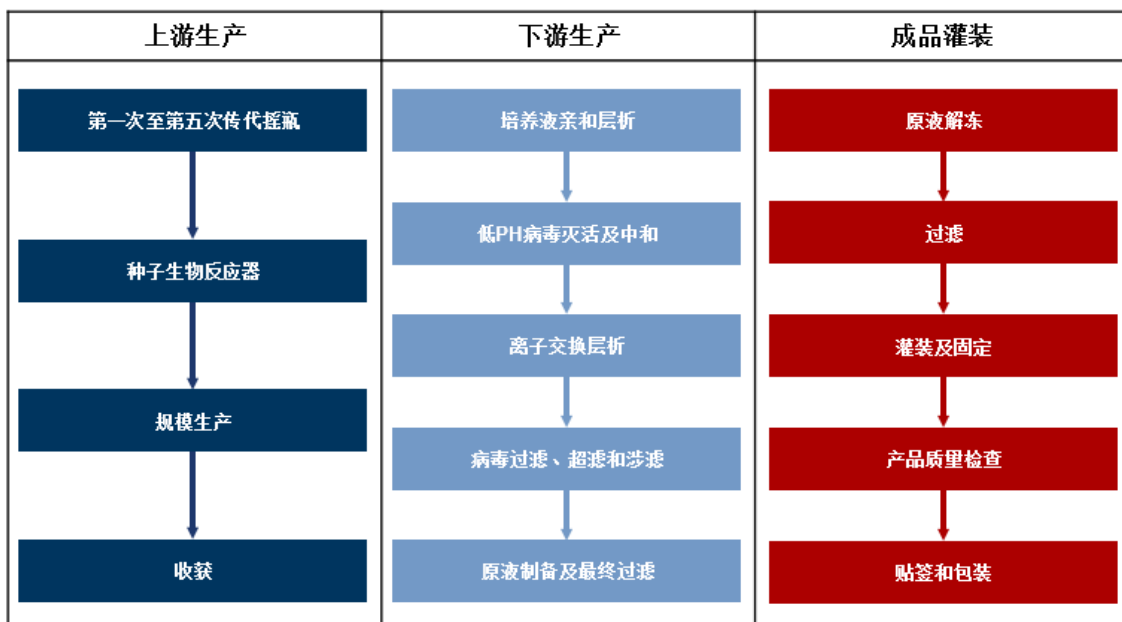 上游生产
第一次至第五次传代摇瓶
种子生物反应器
规模生产
收获
下游生产
培养液亲和层析
低PH病毒灭活及中和
离子交换层析
病毒过滤、超滤和渗滤
原液制备及最终过滤
成品灌装
原液解冻
过滤
灌装及固定
产品质量检查
贴签和包装